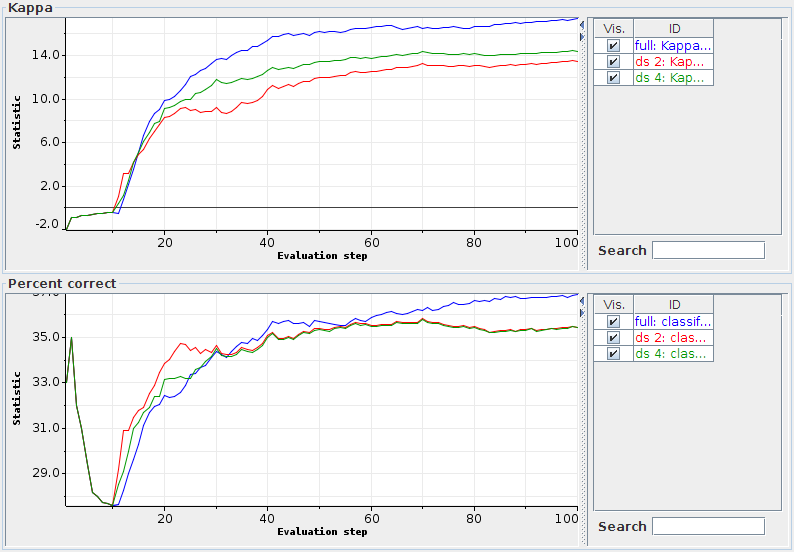 Kappa
Statistic
14.0
10.0
6.0
2.0
-2.0
20 40 60 80 100
Evaluation step
Vis. ID
full: Kappa...
ds 2: Kap...
ds 4: Kap...
Search
Percent correct
Statistic
35.0
33.0
31.0
29.0
20 40 60 80 100
Evaluation step
Vis. ID
full: classif...
ds 2: clas...
ds 4: clas...
Search